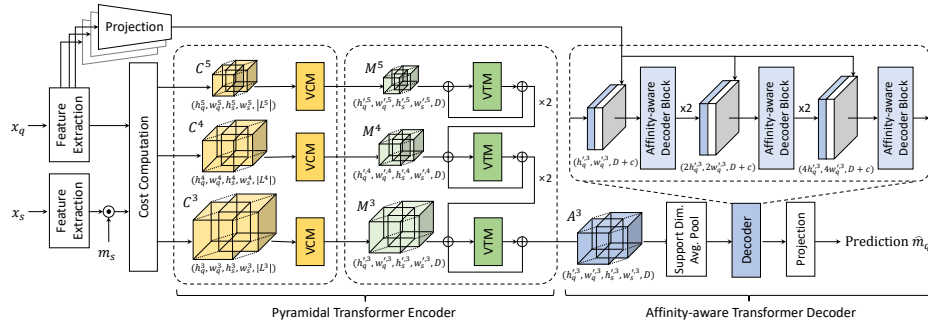 Projection
x_q
Feature Extraction
x_s
Feature Extraction
m_s
Cost Computation
C^5
(h_q^5, w_q^5, h_s^5, w_s^5, |L^5|)
VCM
C^4
(h_q^4, w_q^4, h_s^4, w_s^4, |L^4|)
VCM
C^3
(h_q^3, w_q^3, h_s^3, w_s^3, |L^3|)
VCM
M^5
(h_q'^,5, w_q'^,5, h_s'^,5, w_s'^,5, D)
VTM
×2
M^4
(h_q'^,4, w_q'^,4, h_s'^,4, w_s'^,4, D)
VTM
×2
M^3
(h_q'^,3, w_q'^,3, h_s'^,3, w_s'^,3, D)
VTM
Pyramidal Transformer Encoder
(h_q'^,3, w_q'^,3, D + c)
Affinity-aware Decoder Block
x2
(2h_q'^,3, 2w_q'^,3, D + c)
Affinity-aware Decoder Block
x2
(4h_q'^,3, 4w_q'^,3, D + c)
Affinity-aware Decoder Block
A^3
(h_q'^,3, w_q'^,3, h_s'^,3, w_s'^,3, D)
Support Dim. Avg. Pool
Decoder
Projection
Prediction m̂_q
Affinity-aware Transformer Decoder